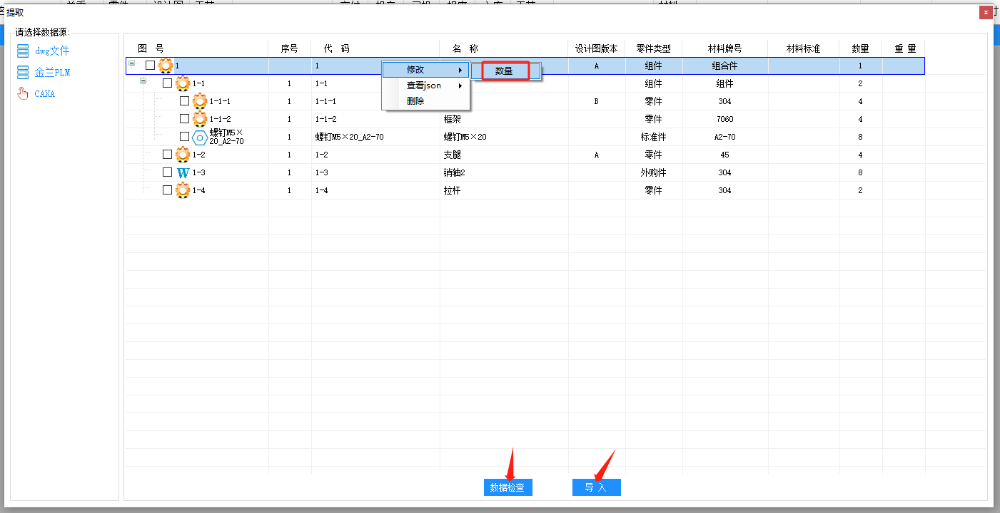 提取
请选择数据源:
dwg文件
金兰PLM
CAXA
图 号 序号 代 码 名 称 设计图版本 零件类型 材料牌号 材料标准 数量 重 量
1 1 A 组件 组合件 1
修改 数量
查看json
删除
1-1 1 1-1 组件 组件 2
1-1-1 1 1-1-1 B 零件 304 4
1-1-2 1 1-1-2 框架 零件 7060 4
螺钉M5×
20_A2-70 1 螺钉M5×20_A2-70 螺钉M5×20 标准件 A2-70 8
1-2 1 1-2 支腿 A 零件 45 4
1-3 1 1-3 销轴2 外购件 304 8
1-4 1 1-4 拉杆 零件 304 2
数据检查 导 入